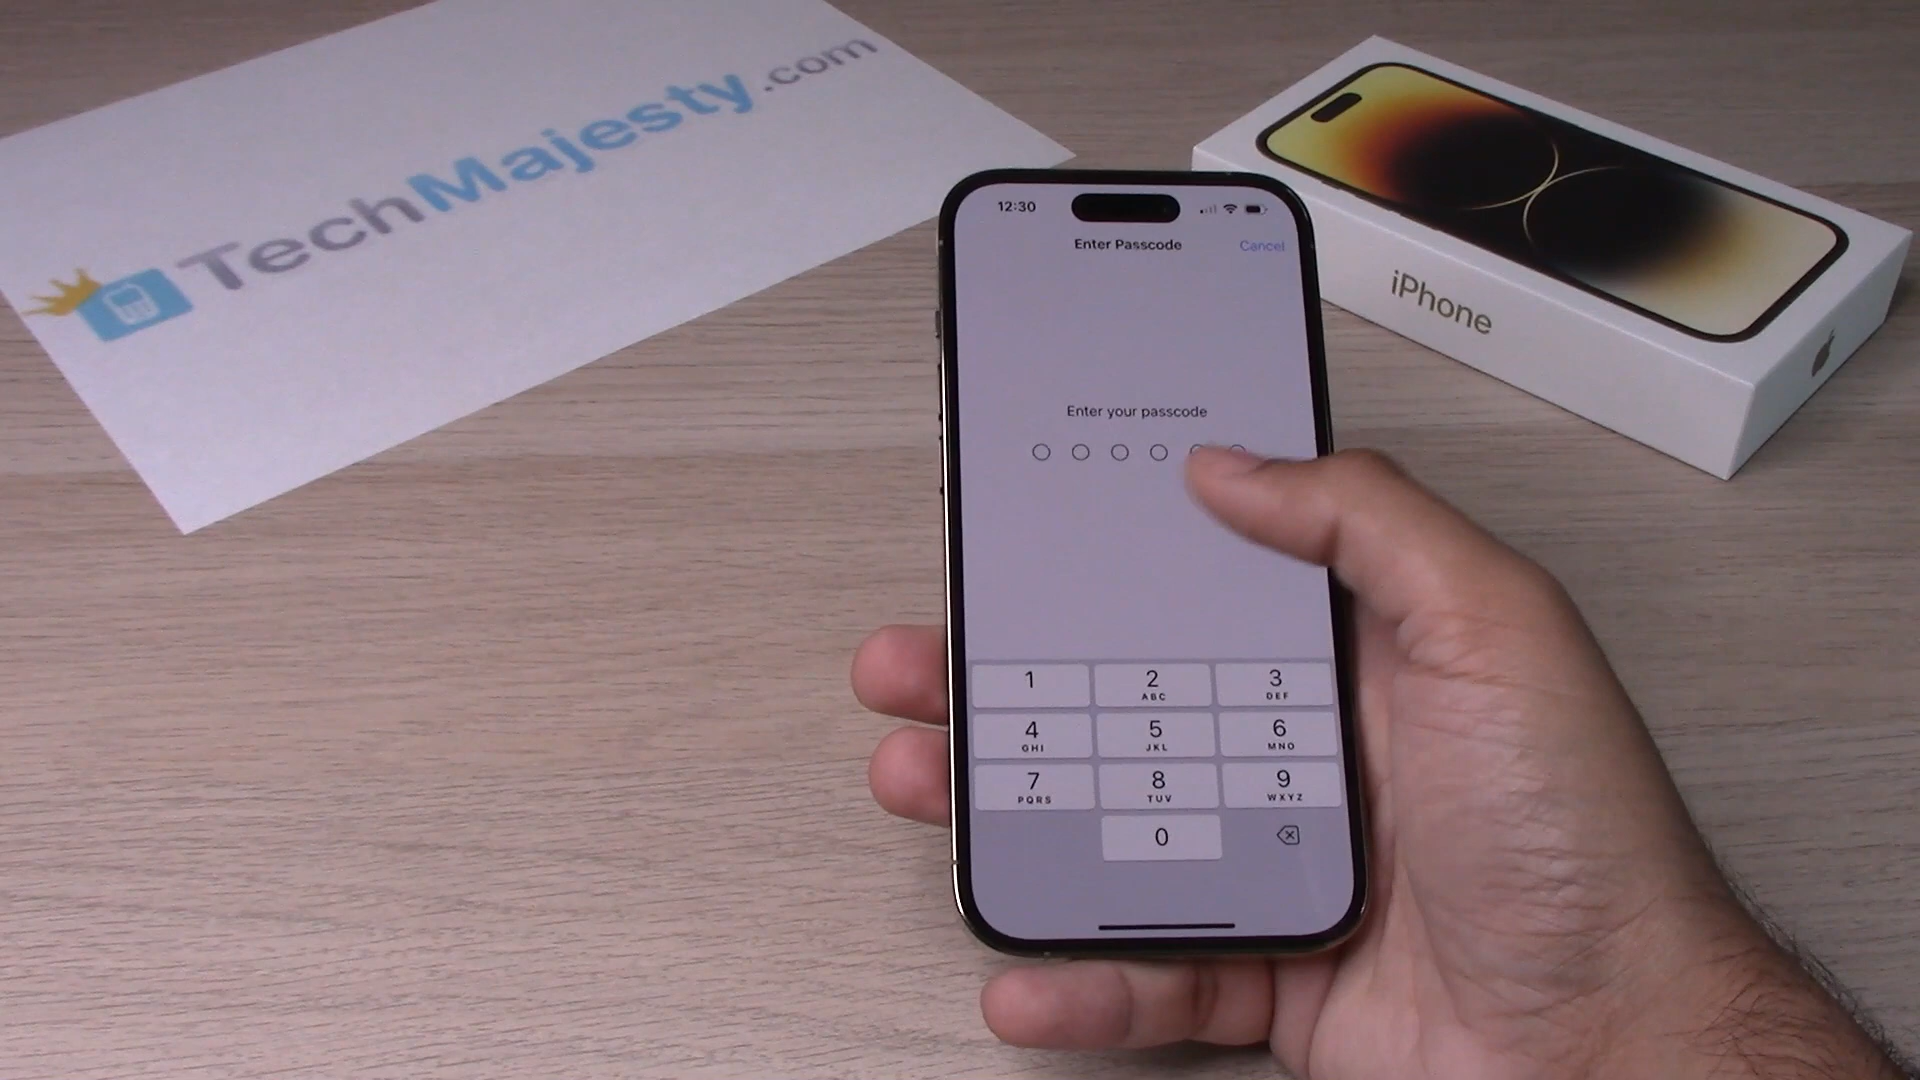 TechMajesty.com
iPhone
12:30
Enter Passcode
Cancel
Enter your passcode
1
2
ABC
3
DEF
4
GHI
5
JKL
6
MNO
7
PQRS
8
TUV
9
WXYZ
0